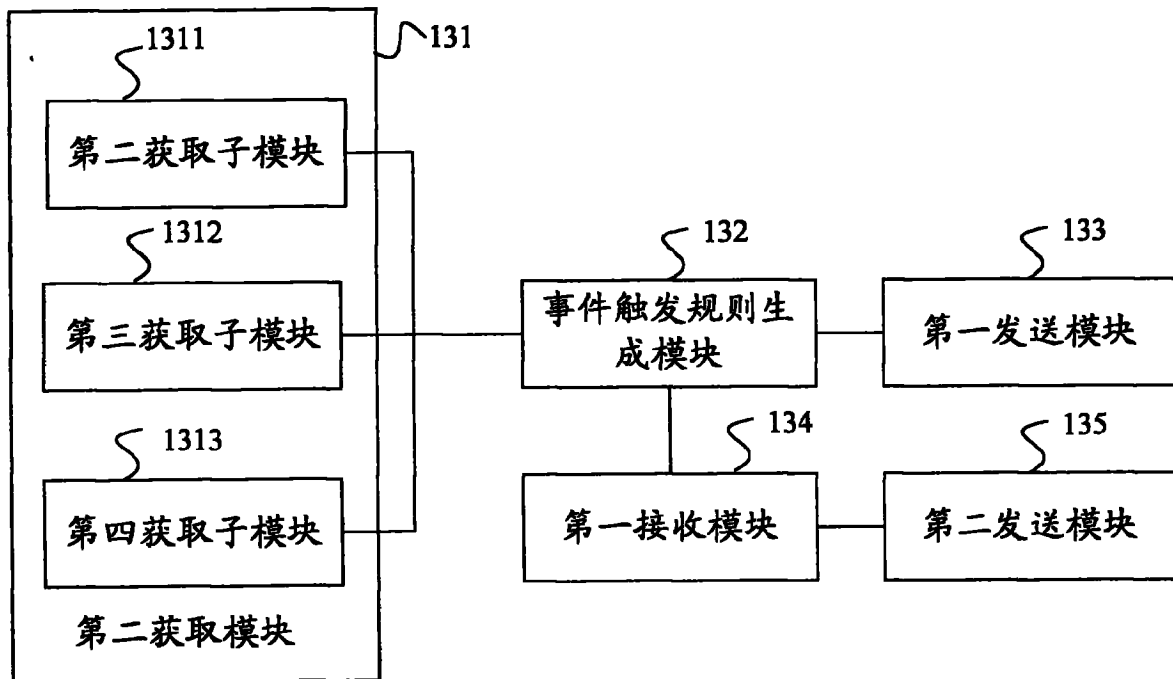 1311
131
第二获取子模块
1312
第三获取子模块
1313
第四获取子模块
第二获取模块
132
事件触发规则生
成模块
133
第一发送模块
134
第一接收模块
135
第二发送模块